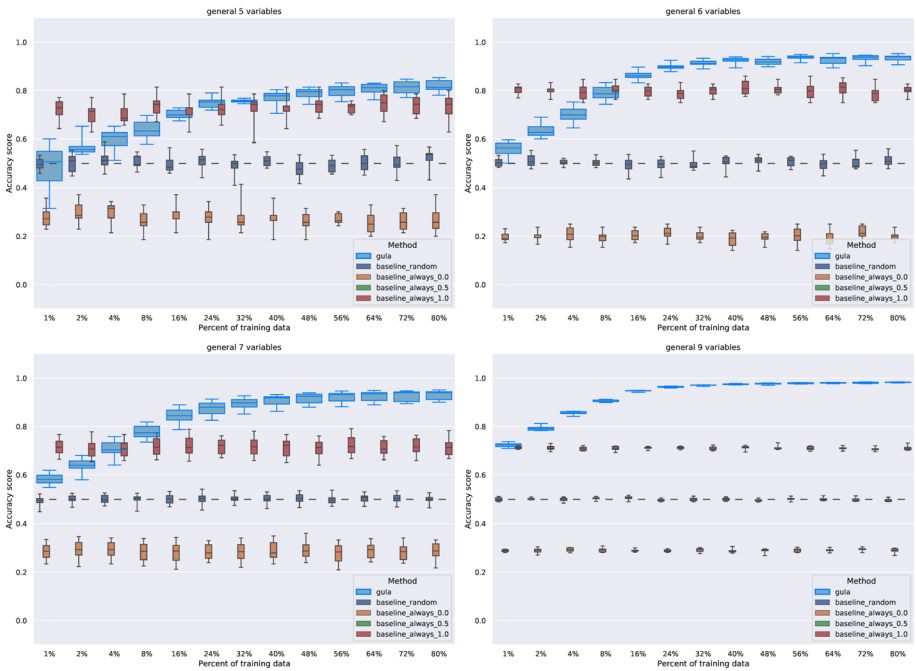 general 5 variables
1.0
0.8
0.6
0.4
0.2
0.0
Accuracy score
Method
gula
baseline_random
baseline_always_0.0
baseline_always_0.5
baseline_always_1.0
1% 2% 4% 8% 16% 24% 32% 40% 48% 56% 64% 72% 80%
Percent of training data
general 6 variables
1.0
0.8
0.6
0.4
0.2
0.0
Accuracy score
Method
gula
baseline_random
baseline_always_0.0
baseline_always_0.5
baseline_always_1.0
1% 2% 4% 8% 16% 24% 32% 40% 48% 56% 64% 72% 80%
Percent of training data
general 7 variables
1.0
0.8
0.6
0.4
0.2
0.0
Accuracy score
Method
gula
baseline_random
baseline_always_0.0
baseline_always_0.5
baseline_always_1.0
1% 2% 4% 8% 16% 24% 32% 40% 48% 56% 64% 72% 80%
Percent of training data
general 9 variables
1.0
0.8
0.6
0.4
0.2
0.0
Accuracy score
Method
gula
baseline_random
baseline_always_0.0
baseline_always_0.5
baseline_always_1.0
1% 2% 4% 8% 16% 24% 32% 40% 48% 56% 64% 72% 80%
Percent of training data